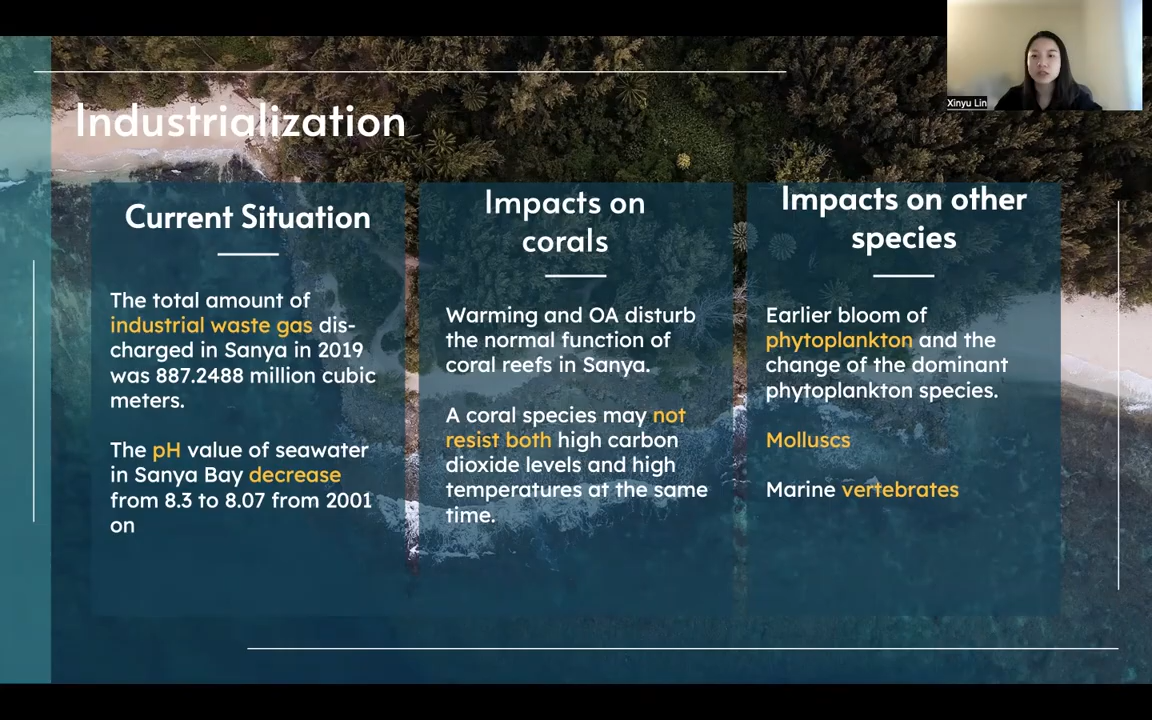 Xinyu Lin
Industrialization
Current Situation
The total amount of
industrial waste gas dis-
charged in Sanya in 2019
was 887.2488 million cubic
meters.
The pH value of seawater
in Sanya Bay decrease
from 8.3 to 8.07 from 2001
on
Impacts on
corals
Warming and OA disturb
the normal function of
coral reefs in Sanya.
A coral species may not
resist both high carbon
dioxide levels and high
temperatures at the same
time.
Impacts on other
species
Earlier bloom of
phytoplankton and the
change of the dominant
phytoplankton species.
Molluscs
Marine vertebrates